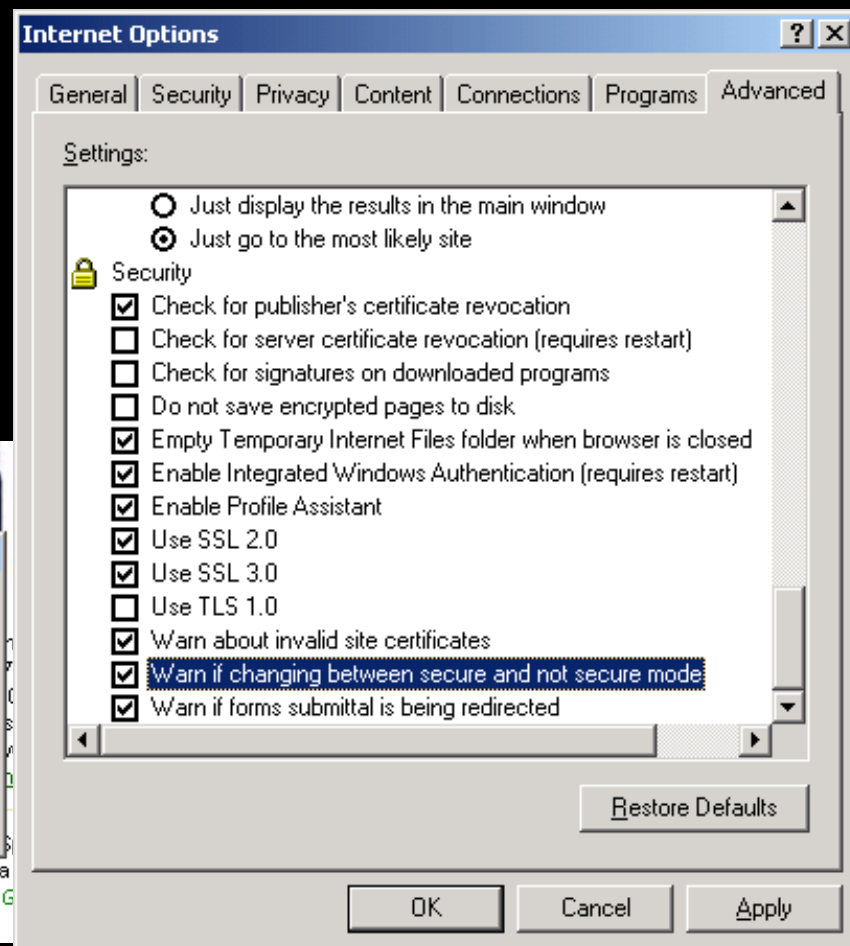 Internet Options
General Security Privacy Content Connections Programs Advanced
Settings:
Just display the results in the main window
Just go to the most likely site
Security
Check for publisher's certificate revocation
Check for server certificate revocation (requires restart)
Check for signatures on downloaded programs
Do not save encrypted pages to disk
Empty Temporary Internet Files folder when browser is closed
Enable Integrated Windows Authentication (requires restart)
Enable Profile Assistant
Use SSL 2.0
Use SSL 3.0
Use TLS 1.0
Warn about invalid site certificates
Warn if changing between secure and not secure mode
Warn if forms submittal is being redirected
Restore Defaults
OK Cancel Apply